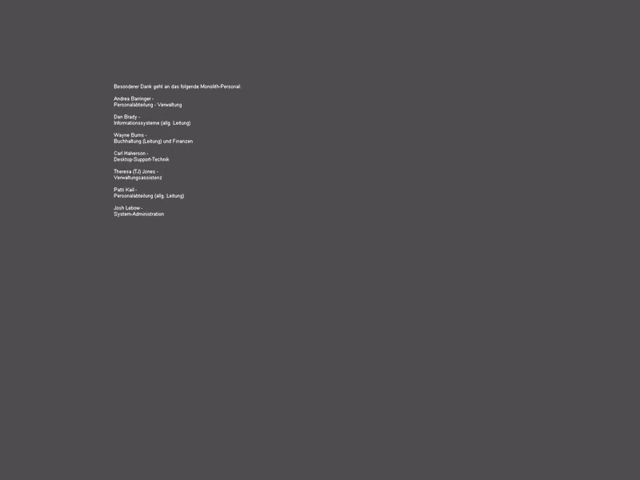 Besonderer Dank geht an das folgende Monolith-Personal:
Andrea Barringer -
Personalabteilung - Verwaltung
Dan Brady -
Informationssysteme (allg. Leitung)
Wayne Burns -
Buchhaltung (Leitung) und Finanzen
Carl Halverson -
Desktop-Support-Technik
Theresa (TJ) Jones -
Verwaltungsassistenz
Patti Kail -
Personalabteilung (allg. Leitung)
Josh Lebow -
System-Administration